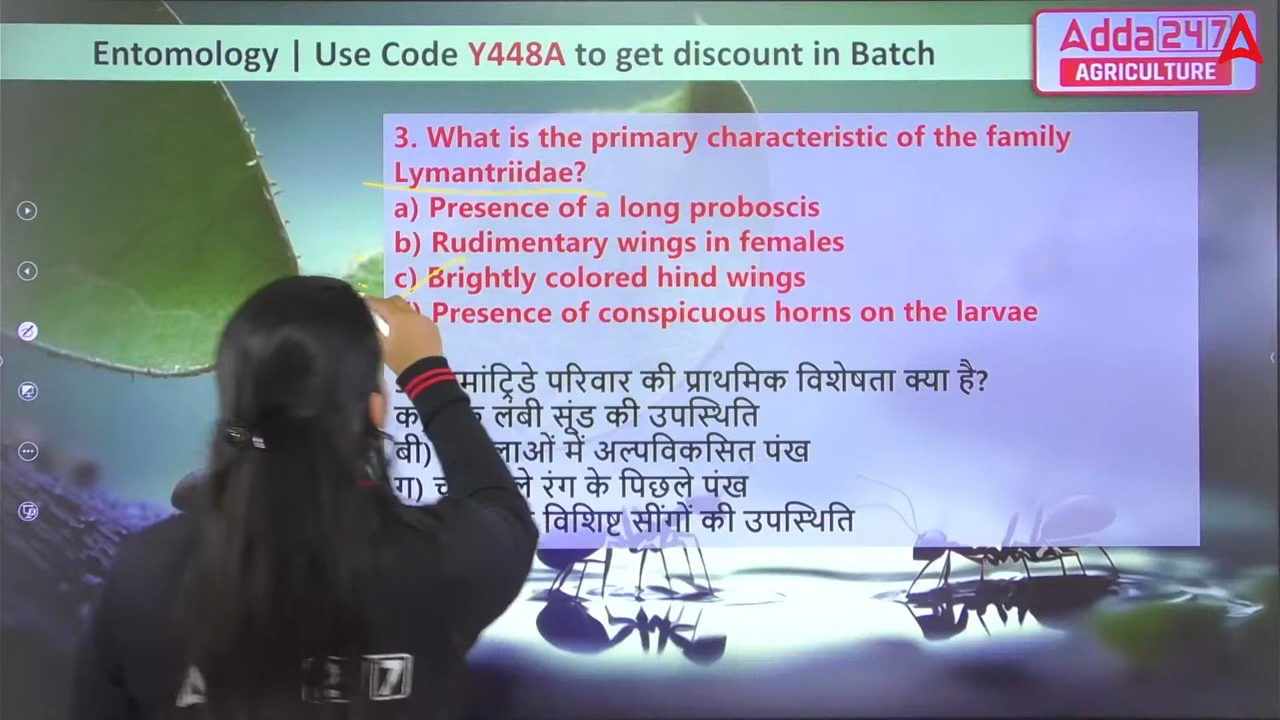 Entomology | Use Code Y448A to get discount in Batch
Adda247
AGRICULTURE
3. What is the primary characteristic of the family
Lymantriidae?
a) Presence of a long proboscis
b) Rudimentary wings in females
c) Brightly colored hind wings
Presence of conspicuous horns on the larvae
परिवार की प्राथमिक विशेषता क्या है?
लंबी सूंड की उपस्थिति
बी) में अल्पविकसित पंख
ग) रंग के पिछले पंख
विशिष्ट सींगों की उपस्थिति
7